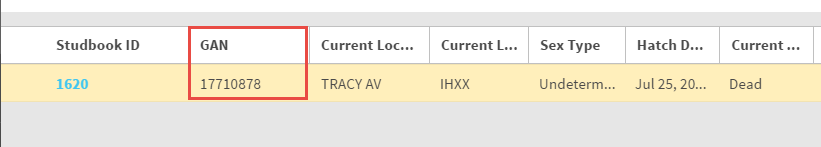 Studbook ID GAN Current Loc... Current L... Sex Type Hatch D... Current ...
1620 17710878 TRACY AV IHXX Undeterm... Jul 25, 20... Dead